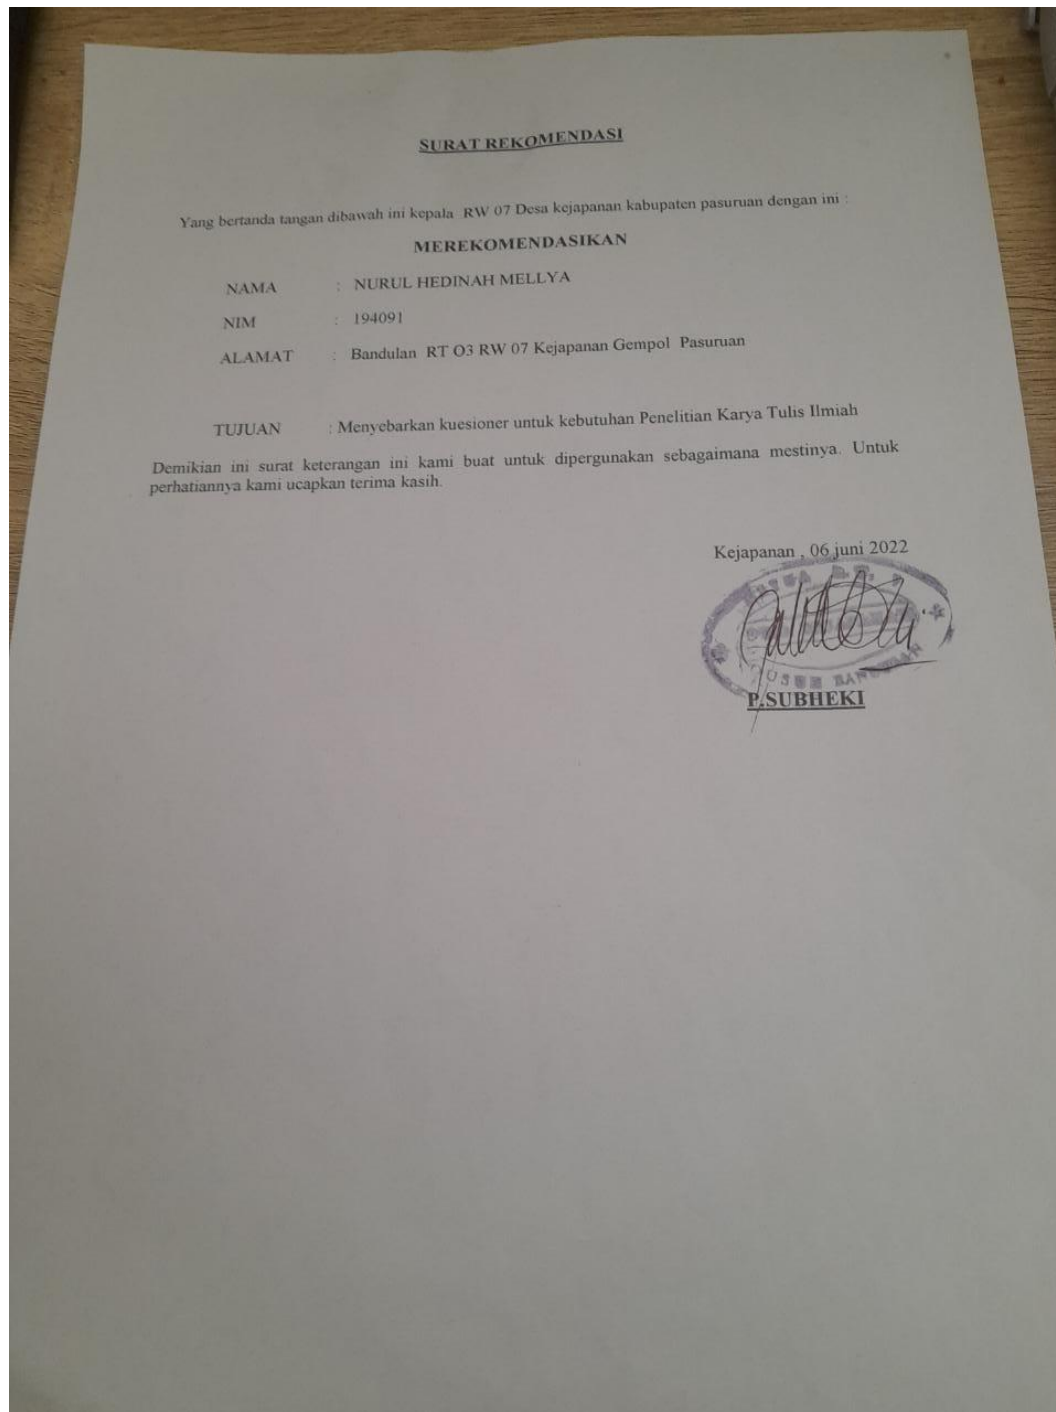 SURAT REKOMENDASI
Yang bertanda tangan dibawah ini kepala RW 07 Desa kejapanan kabupaten pasuruan dengan ini :
MEREKOMENDASIKAN
NAMA : NURUL HEDINAH MELLYA
NIM : 194091
ALAMAT : Bandulan RT O3 RW 07 Kejapanan Gempol Pasuruan
TUJUAN : Menyebarkan kuesioner untuk kebutuhan Penelitian Karya Tulis Ilmiah
Demikian ini surat keterangan ini kami buat untuk dipergunakan sebagaimana mestinya. Untuk
perhatiannya kami ucapkan terima kasih.
Kejapanan , 06 juni 2022
P.SUBHEKI